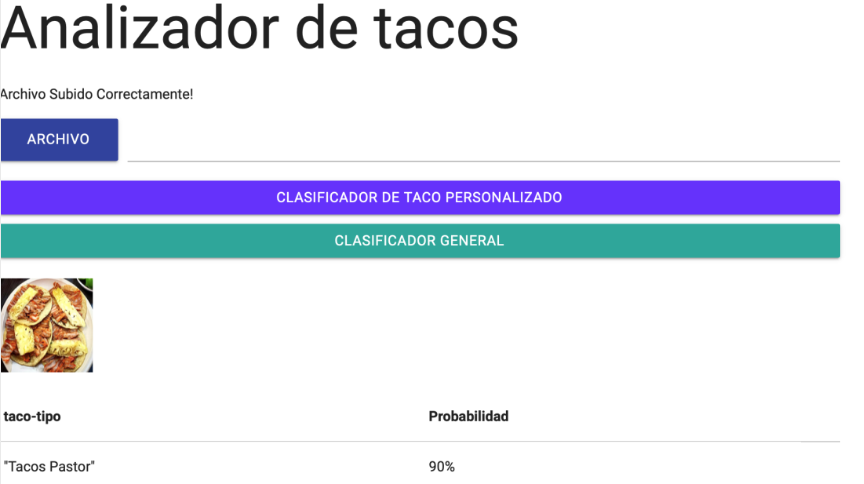 Analizador de tacos
Archivo Subido Correctamente!
ARCHIVO
CLASIFICADOR DE TACO PERSONALIZADO
CLASIFICADOR GENERAL
taco-tipo Probabilidad
"Tacos Pastor" 90%